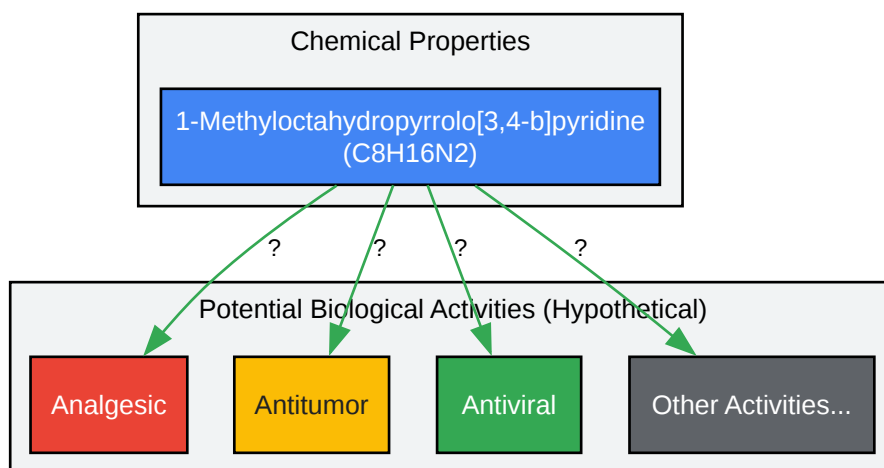 Chemical Properties
1-Methyloctahydropyrrolo[3,4-b]pyridine
(C8H16N2)
? ? ? ?
Potential Biological Activities (Hypothetical)
Analgesic Antitumor Antiviral Other Activities...